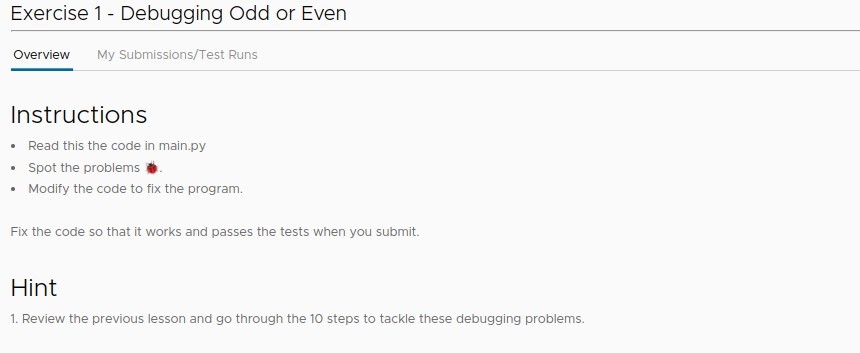 Exercise 1 - Debugging Odd or Even
Overview My Submissions/Test Runs
Instructions
• Read this the code in main.py
• Spot the problems 🐞.
• Modify the code to fix the program.
Fix the code so that it works and passes the tests when you submit.
Hint
1. Review the previous lesson and go through the 10 steps to tackle these debugging problems.